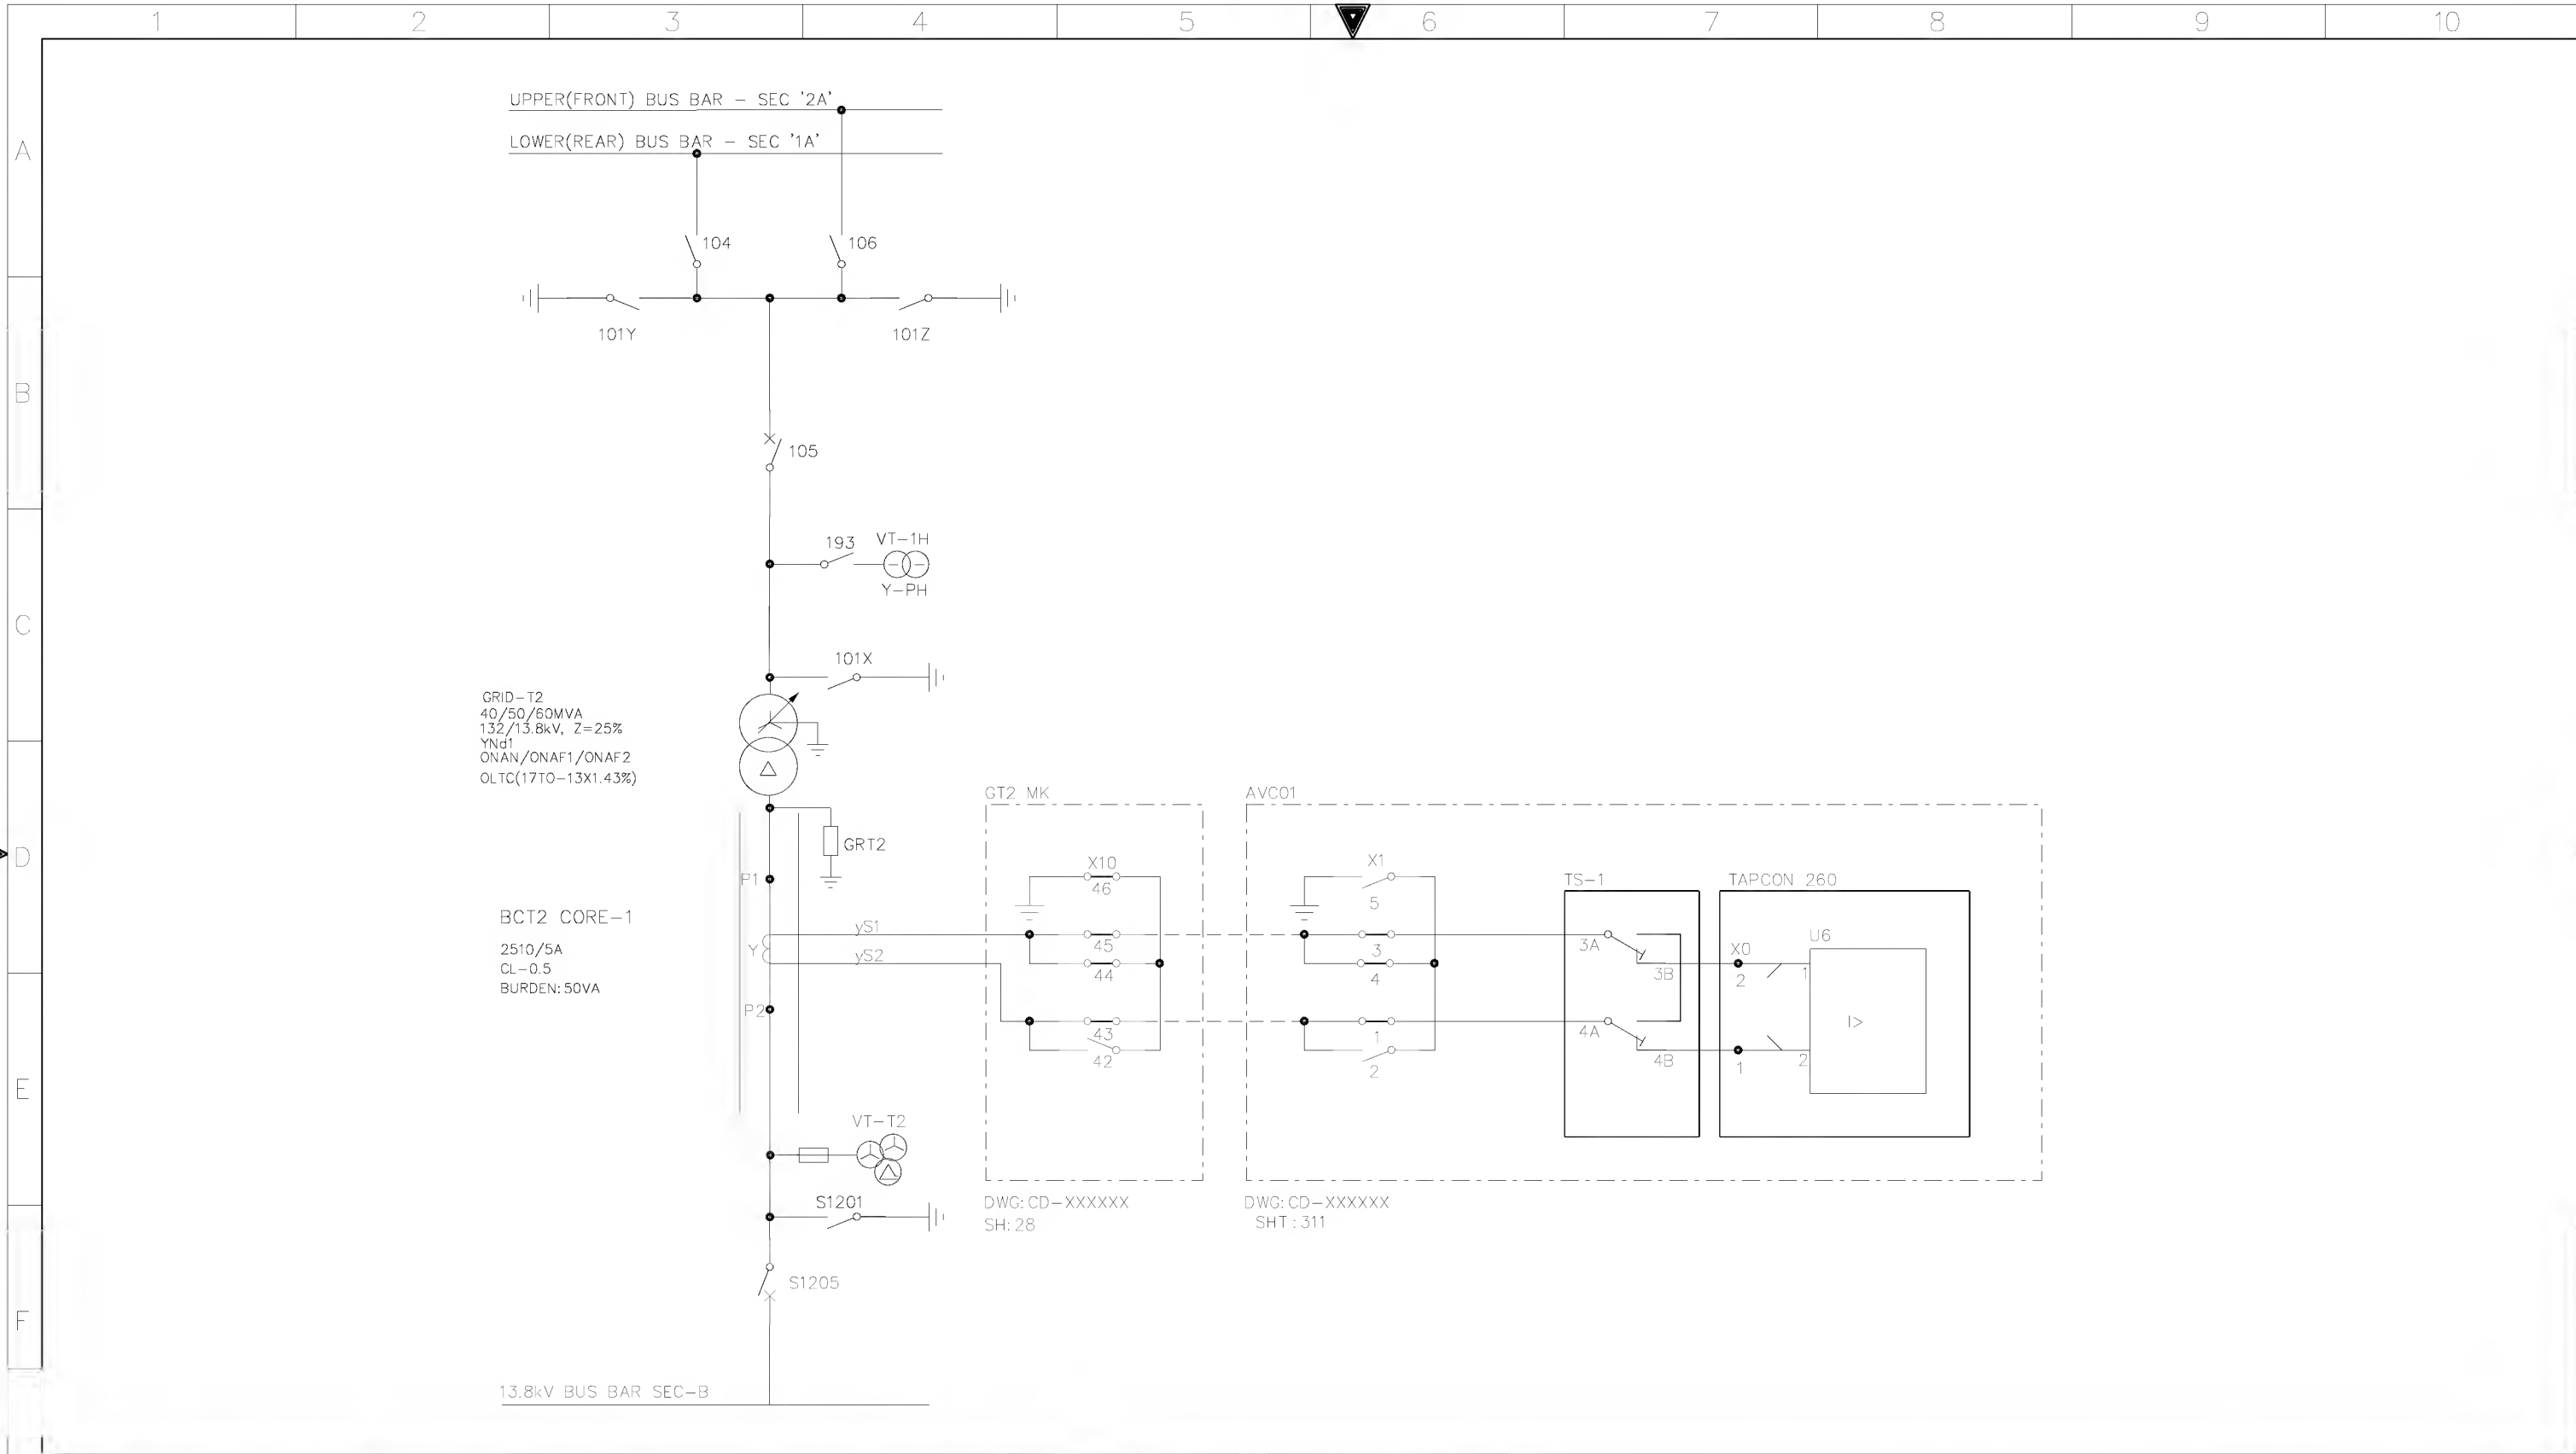 1 2 3 4 5 6 7 8 9 10
A
B
C
D
E
F
UPPER(FRONT) BUS BAR - SEC '2A'
LOWER(REAR) BUS BAR - SEC '1A'
104
106
101Y
101Z
105
193
VT-1H
Y-PH
101X
GRID-T2
40/50/60MVA
132/13.8kV, Z=25%
YNd1
ONAN/ONAF1/ONAF2
OLTC(17TO-13X1.43%)
GRT2
P1
BCT2 CORE-1
2510/5A
CL-0.5
BURDEN:50VA
Y
yS1
yS2
P2
VT-T2
S1201
S1205
13.8kV BUS BAR SEC-B
GT2 MK
X10
46
45
44
43
42
DWG:CD-XXXXXX
SH:28
AVC01
X1
5
3
4
1
2
DWG:CD-XXXXXX
SHT:311
TS-1
3A
3B
4A
4B
TAPCON 260
X0
2
1
U6
1
2
I>